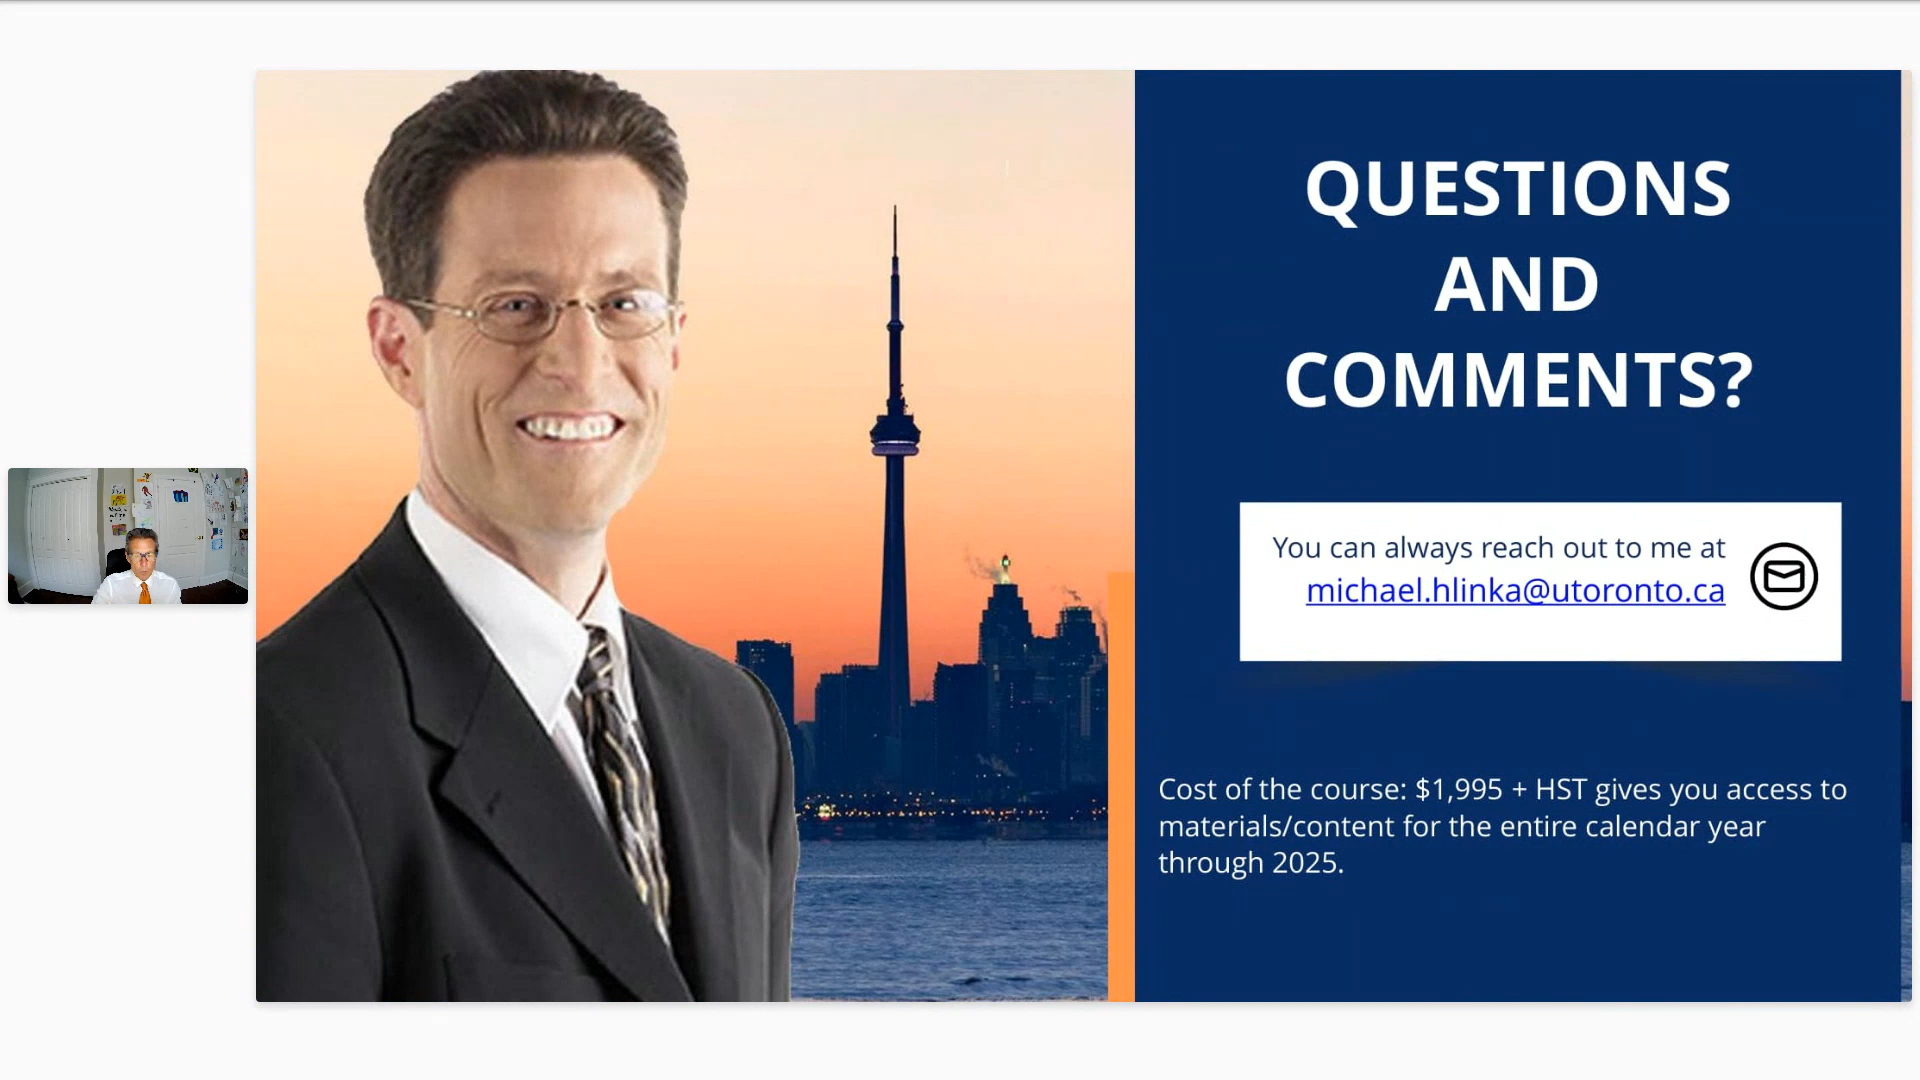 QUESTIONS
AND
COMMENTS?
You can always reach out to me at
michael.hlinka@utoronto.ca
Cost of the course: $1,995 + HST gives you access to
materials/content for the entire calendar year
through 2025.